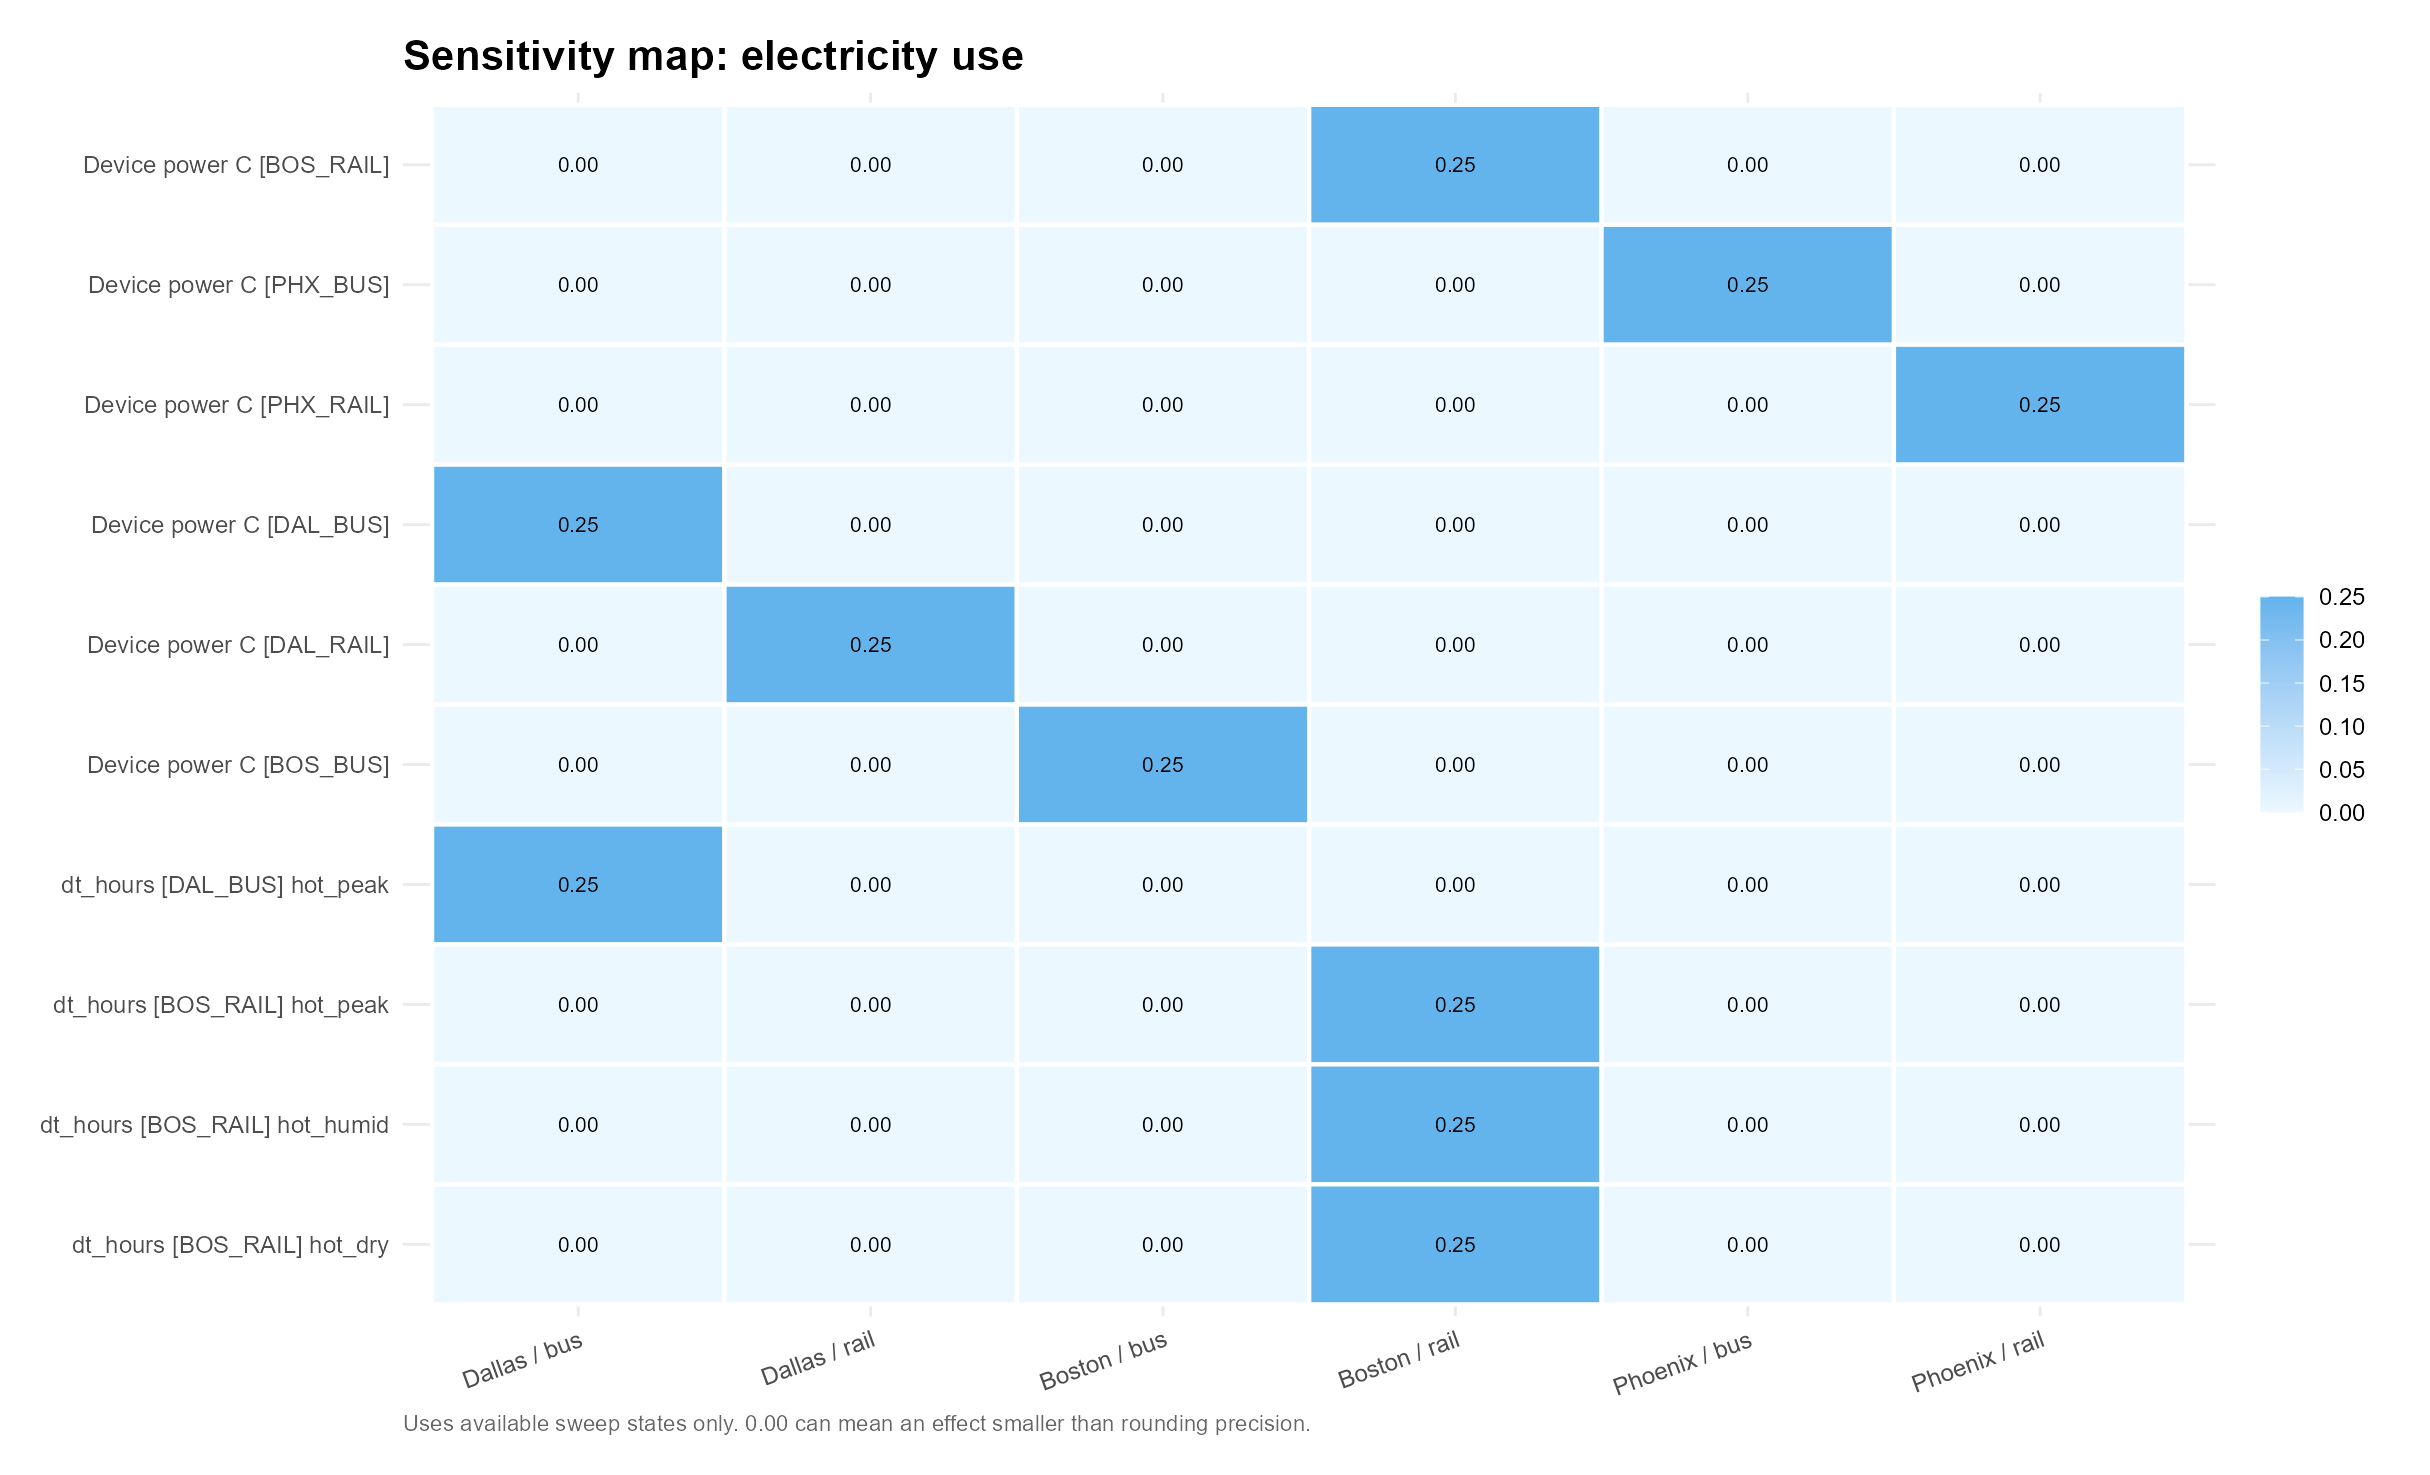 Sensitivity map: electricity use
Device power C [BOS_RAIL] 0.00 0.00 0.00 0.25 0.00 0.00
Device power C [PHX_BUS] 0.00 0.00 0.00 0.00 0.25 0.00
Device power C [PHX_RAIL] 0.00 0.00 0.00 0.00 0.00 0.25
Device power C [DAL_BUS] 0.25 0.00 0.00 0.00 0.00 0.00
Device power C [DAL_RAIL] 0.00 0.25 0.00 0.00 0.00 0.00
Device power C [BOS_BUS] 0.00 0.00 0.25 0.00 0.00 0.00
dt_hours [DAL_BUS] hot_peak 0.25 0.00 0.00 0.00 0.00 0.00
dt_hours [BOS_RAIL] hot_peak 0.00 0.00 0.00 0.25 0.00 0.00
dt_hours [BOS_RAIL] hot_humid 0.00 0.00 0.00 0.25 0.00 0.00
dt_hours [BOS_RAIL] hot_dry 0.00 0.00 0.00 0.25 0.00 0.00
Dallas / bus Dallas / rail Boston / bus Boston / rail Phoenix / bus Phoenix / rail
0.25
0.20
0.15
0.10
0.05
0.00
Uses available sweep states only. 0.00 can mean an effect smaller than rounding precision.